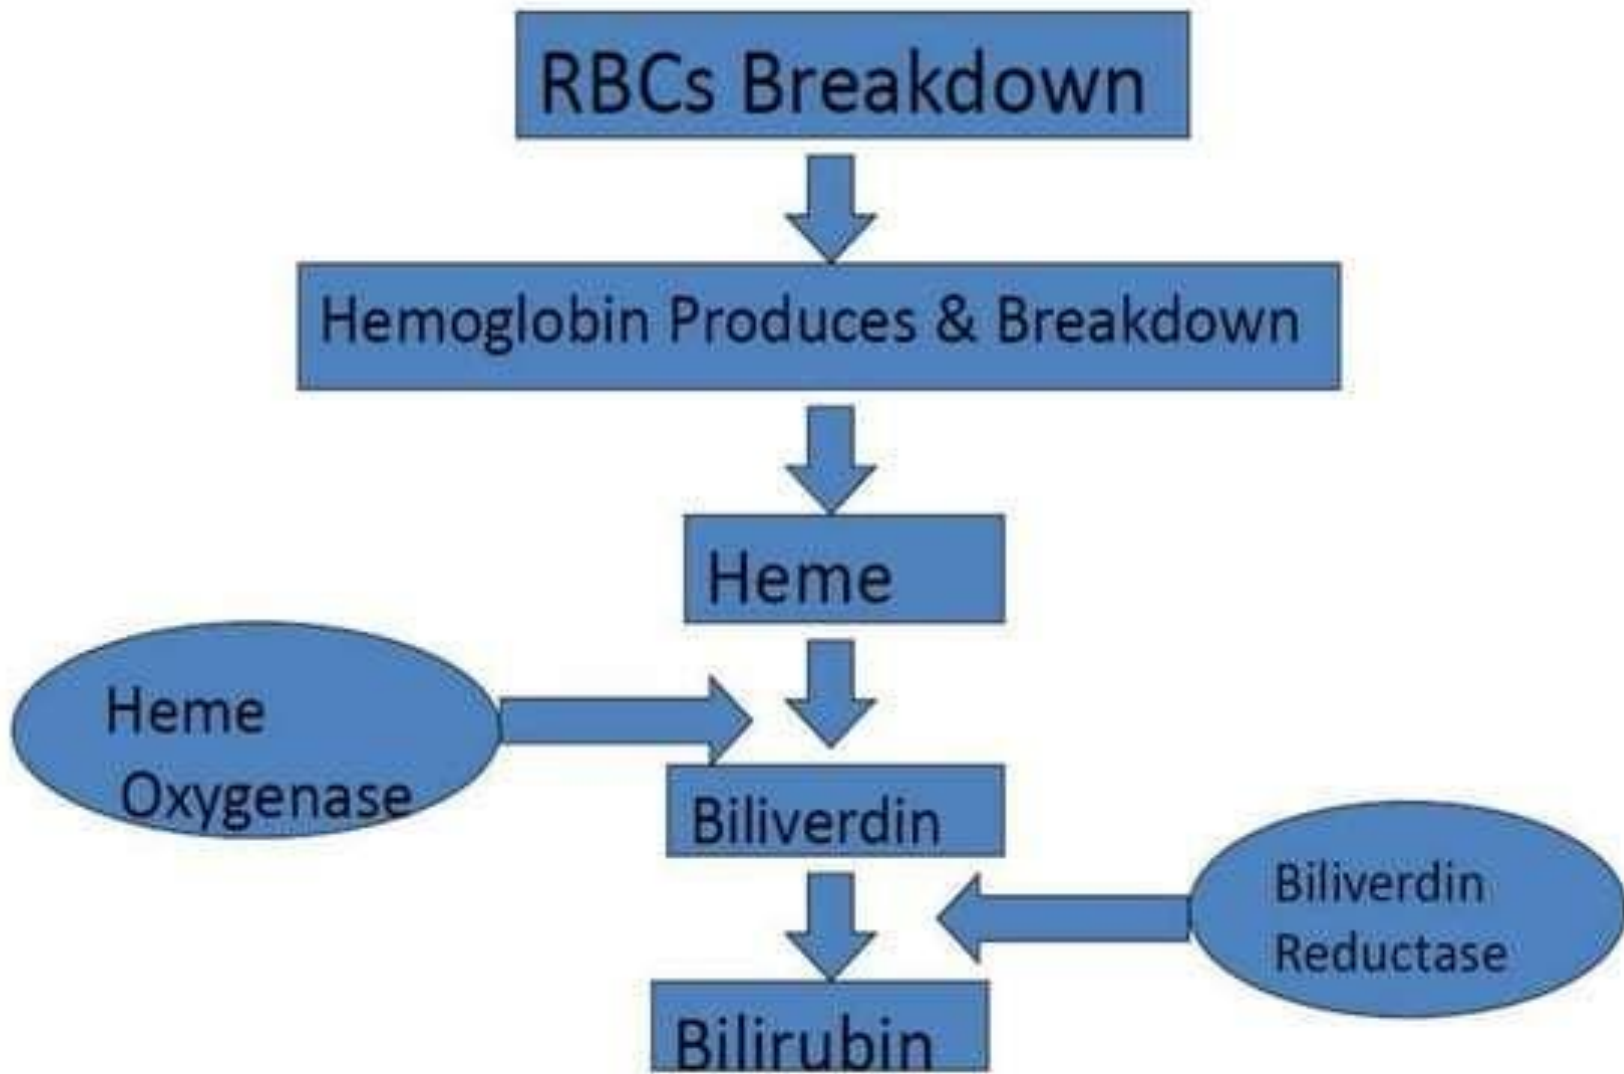 RBCs Breakdown
Hemoglobin Produces & Breakdown
Heme
Heme
Oxygenase
Biliverdin
Biliverdin
Reductase
Bilirubin